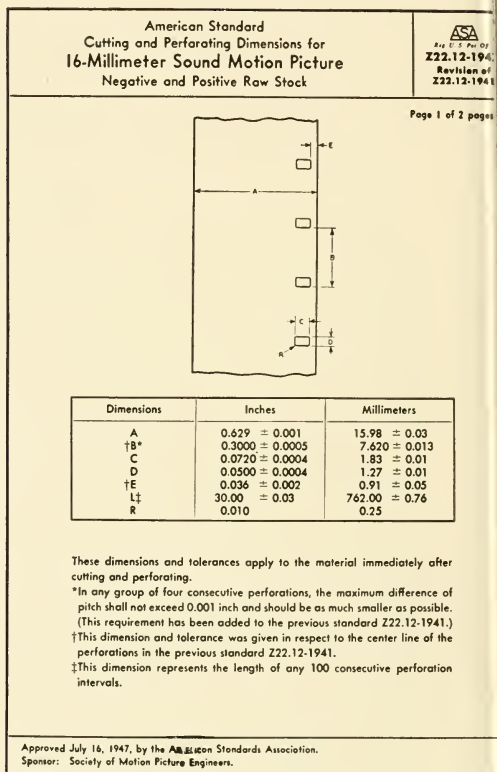 American Standard
Cutting and Perforating Dimensions for
16-Millimeter Sound Motion Picture
Negative and Positive Raw Stock
ASA
Reg U S Pat Of
Z22.12-194
Revision of
Z22.12-1941
Page 1 of 2 pages
E
A
B
C
D
R
Dimensions Inches Millimeters
A 0.629 ± 0.001 15.98 ± 0.03
†B* 0.3000 ± 0.0005 7.620 ± 0.013
C 0.0720 ± 0.0004 1.83 ± 0.01
D 0.0500 ± 0.0004 1.27 ± 0.01
†E 0.036 ± 0.002 0.91 ± 0.05
L‡ 30.00 ± 0.03 762.00 ± 0.76
R 0.010 0.25
These dimensions and tolerances apply to the material immediately after
cutting and perforating.
*In any group of four consecutive perforations, the maximum difference of
pitch shall not exceed 0.001 inch and should be as much smaller as possible.
(This requirement has been added to the previous standard Z22.12-1941.)
†This dimension and tolerance was given in respect to the center line of the
perforations in the previous standard Z22.12-1941.
‡This dimension represents the length of any 100 consecutive perforation
intervals.
Approved July 16, 1947, by the Standards Association.
Sponsor: Society of Motion Picture Engineers.